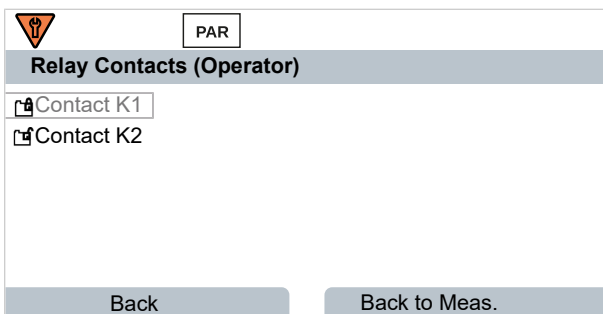 PAR
Relay Contacts (Operator)
Contact K1
Contact K2
Back
Back to Meas.